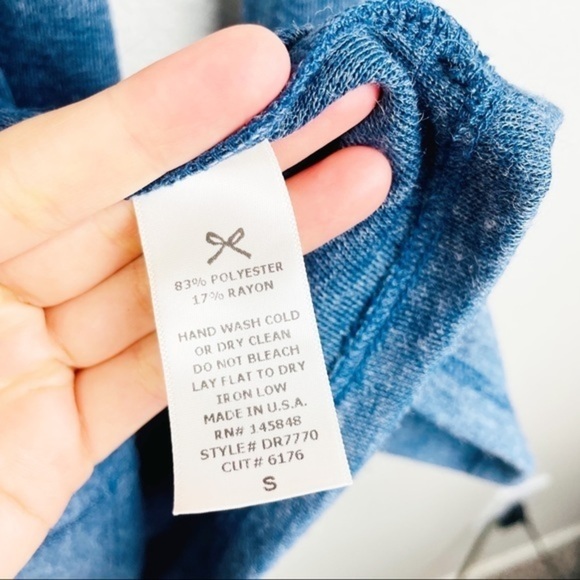 83% POLYESTER
17% RAYON
HAND WASH COLD
OR DRY CLEAN
DO NOT BLEACH
LAY FLAT TO DRY
IRON LOW
MADE IN U.S.A.
RN# 145848
STYLE# DR7770
CUT# 6176
S